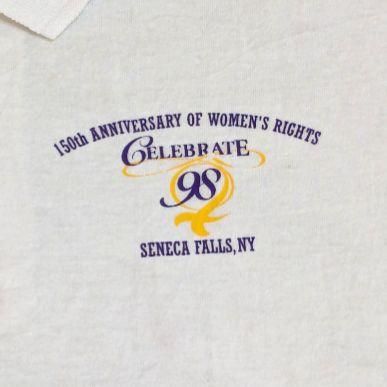 150th ANNIVERSARY OF WOMEN'S RIGHTS
CELEBRATE
98
SENECA FALLS, NY